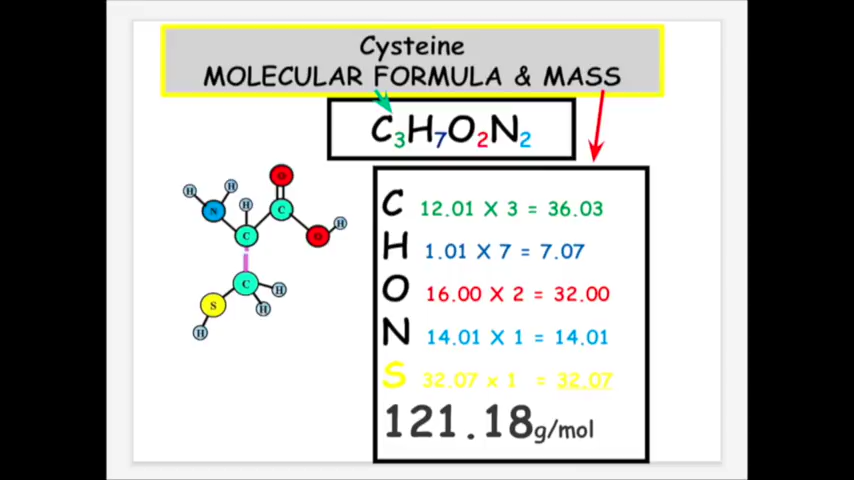 Cysteine
MOLECULAR FORMULA & MASS
C3H7O2N2
C 12.01 X 3 = 36.03
H 1.01 X 7 = 7.07
O 16.00 X 2 = 32.00
N 14.01 X 1 = 14.01
S 32.07 x 1 = 32.07
121.18g/mol
H H O
N H C H
C O
C H
S H
H